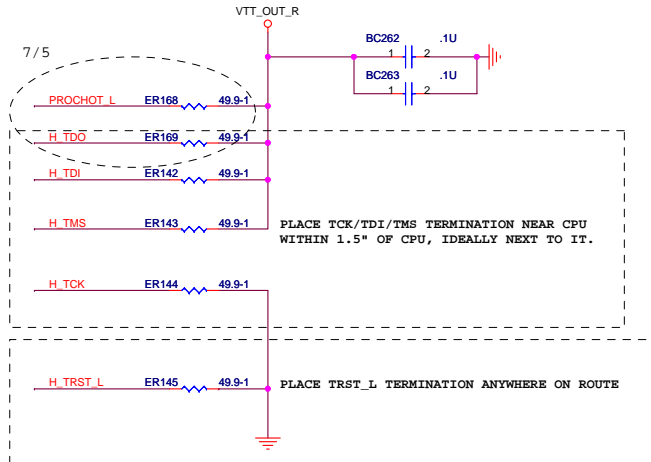 VTT_OUT_R
7/5
BC262 .1U
1 2
BC263 .1U
1 2
PROCHOT_L ER168 49.9-1
H_TDO ER169 49.9-1
H_TDI ER142 49.9-1
H_TMS ER143 49.9-1
PLACE TCK/TDI/TMS TERMINATION NEAR CPU
WITHIN 1.5" OF CPU, IDEALLY NEXT TO IT.
H_TCK ER144 49.9-1
H_TRST_L ER145 49.9-1
PLACE TRST_L TERMINATION ANYWHERE ON ROUTE